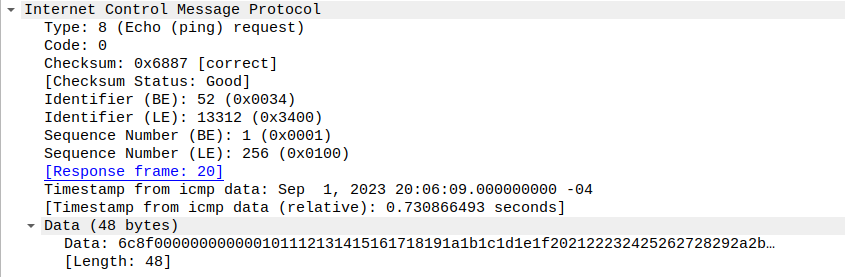 Internet Control Message Protocol
Type: 8 (Echo (ping) request)
Code: 0
Checksum: 0x6887 [correct]
[Checksum Status: Good]
Identifier (BE): 52 (0x0034)
Identifier (LE): 13312 (0x3400)
Sequence Number (BE): 1 (0x0001)
Sequence Number (LE): 256 (0x0100)
[Response frame: 20]
Timestamp from icmp data: Sep  1, 2023 20:06:09.000000000 -04
[Timestamp from icmp data (relative): 0.730866493 seconds]
Data (48 bytes)
Data: 6c8f000000000000101112131415161718191a1b1c1d1e1f202122232425262728292a2b…
[Length: 48]